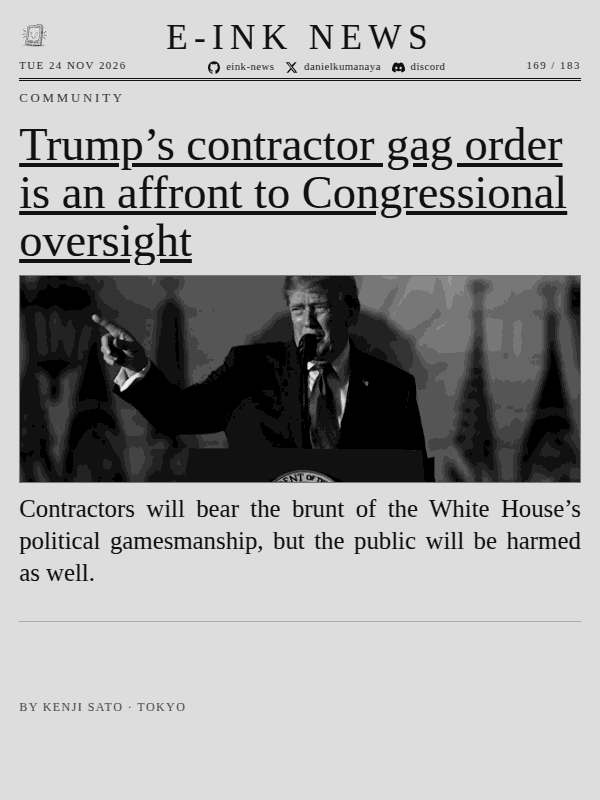 E-INK NEWS
TUE 24 NOV 2026
eink-news danielkumanaya discord
169 / 183
COMMUNITY
Trump’s contractor gag order
is an affront to Congressional
oversight
ENT OF T
Contractors will bear the brunt of the White House’s
political gamesmanship, but the public will be harmed
as well.
BY KENJI SATO · TOKYO